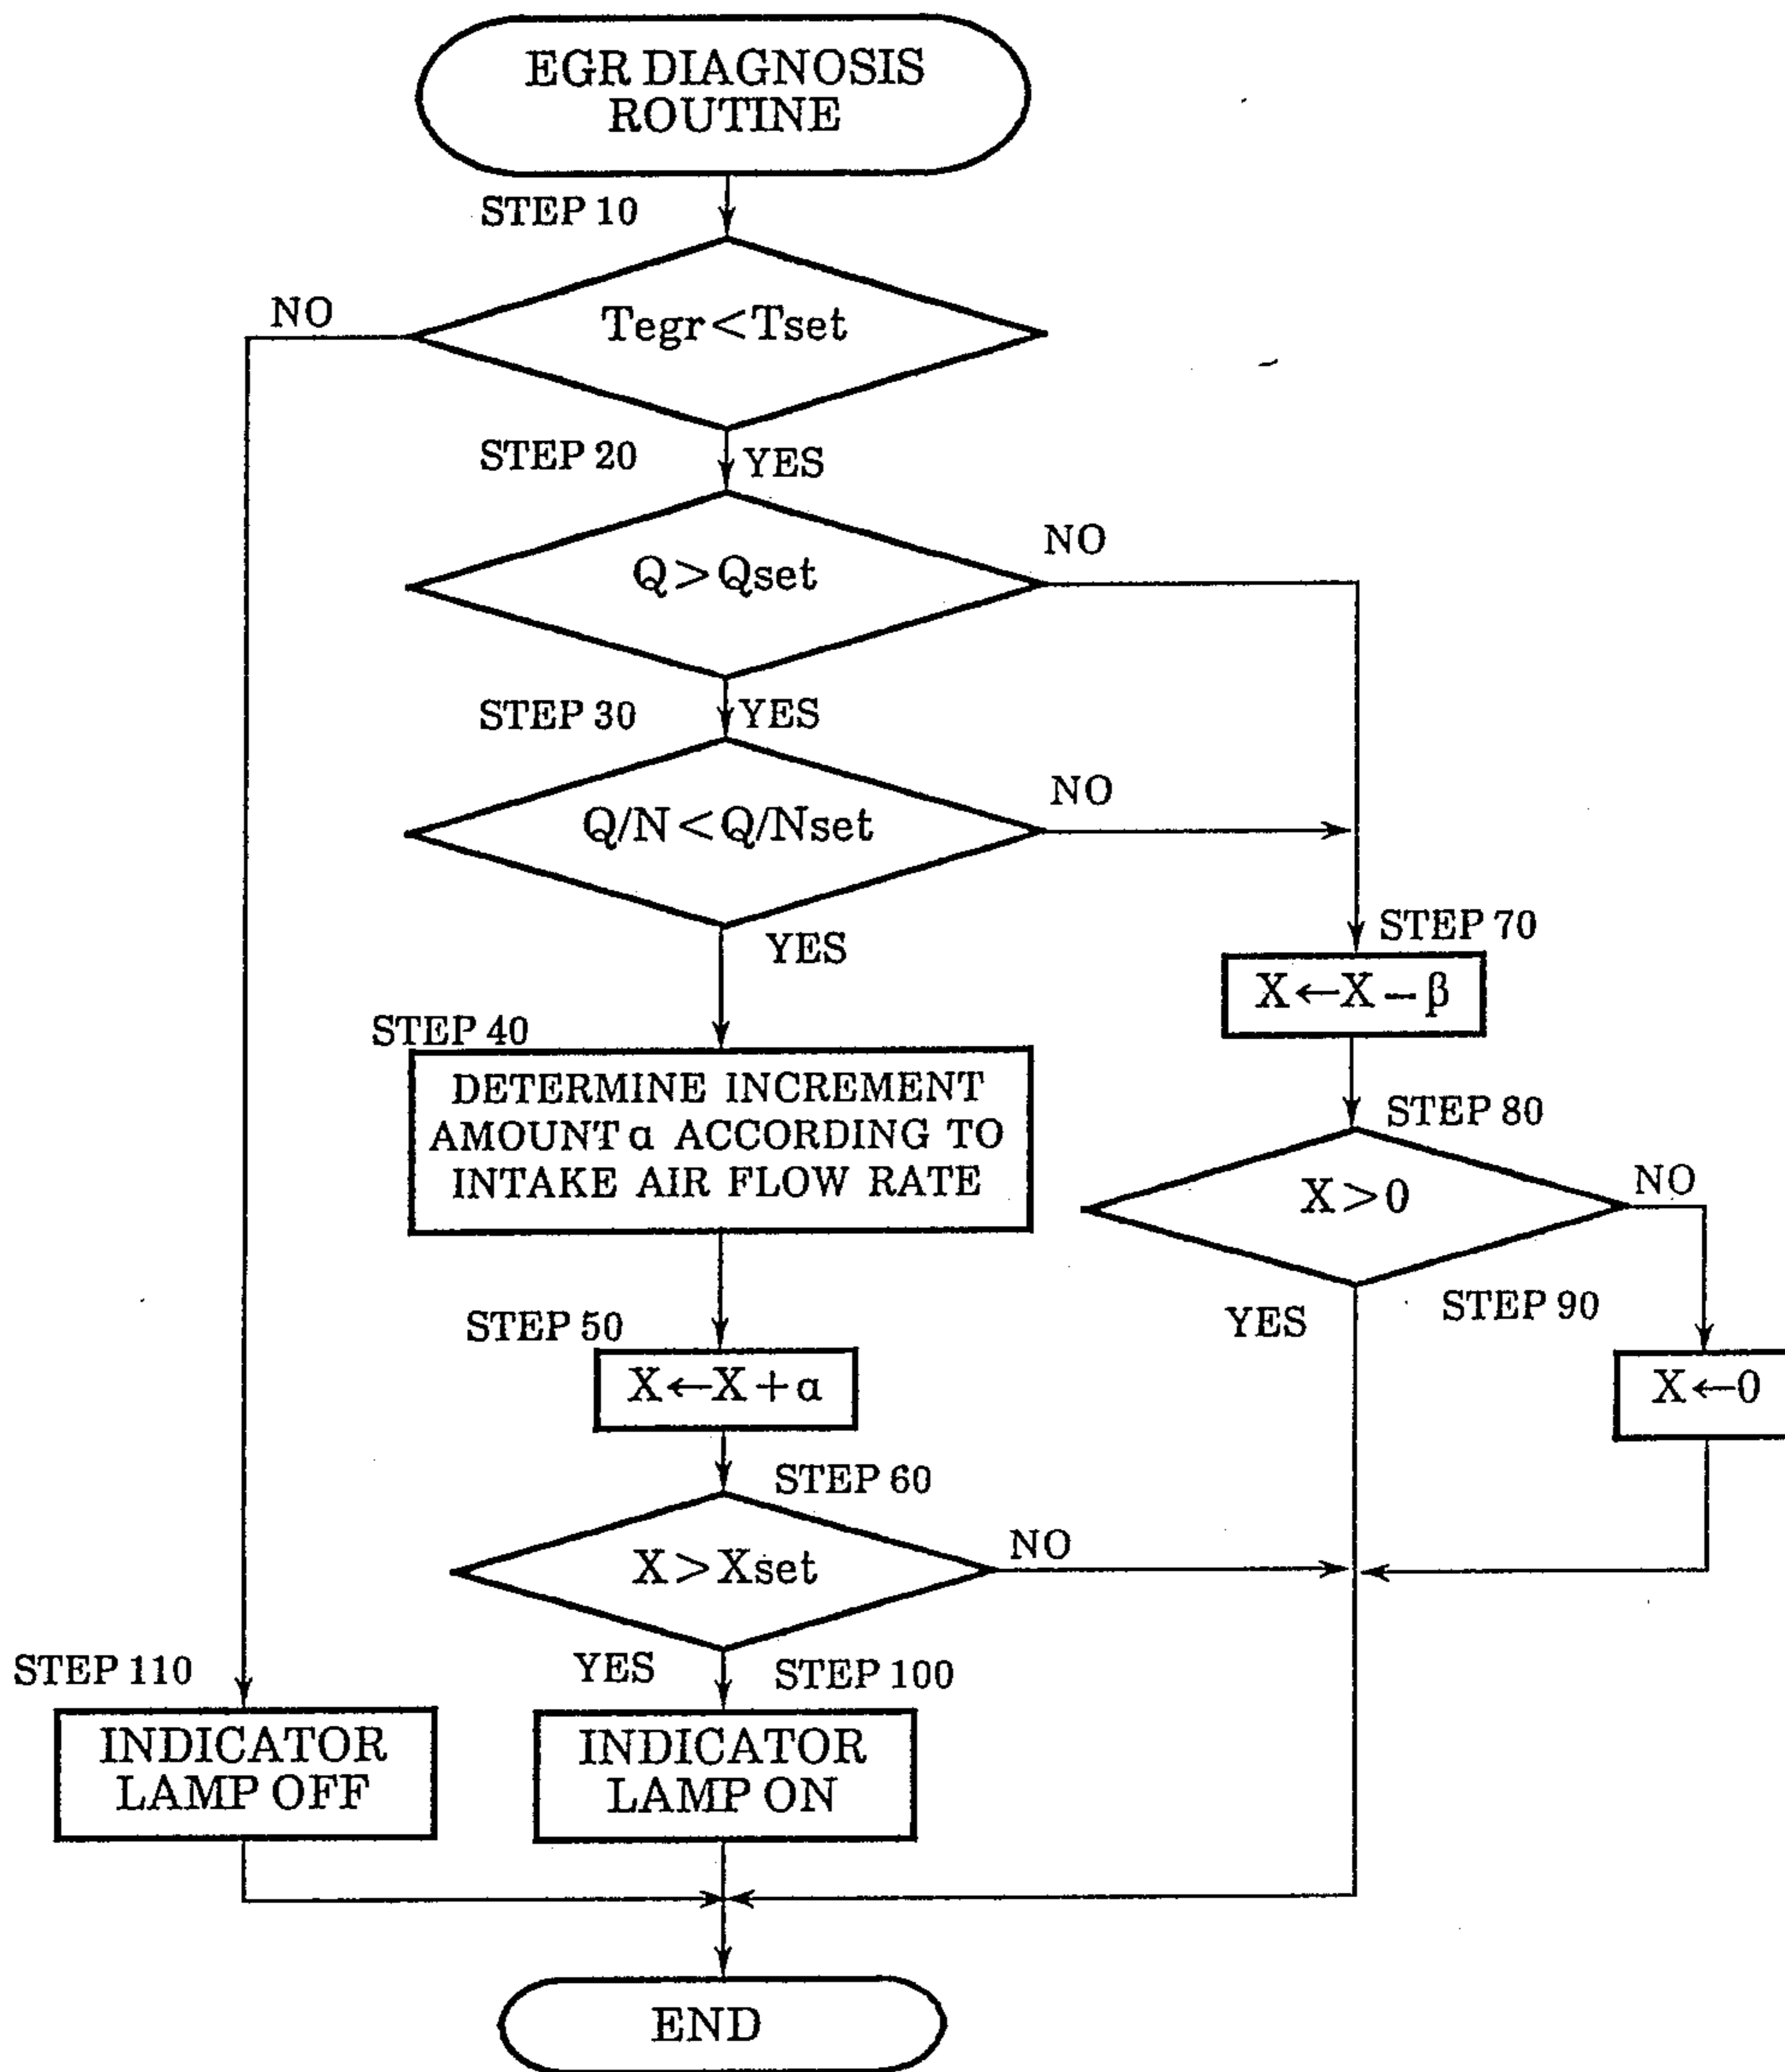 EGR DIAGNOSIS
ROUTINE
STEP 10
NO
Tegr<Tset
STEP 20
YES
NO
Q>Qset
STEP 30
YES
NO
Q/N<Q/Nset
YES
STEP 70
X←X−β
STEP 40
DETERMINE INCREMENT
AMOUNT α ACCORDING TO
INTAKE AIR FLOW RATE
STEP 80
X>0
NO
YES
STEP 90
STEP 50
X←X+α
X←0
STEP 60
X>Xset
NO
YES
STEP 100
STEP 110
INDICATOR
LAMP OFF
INDICATOR
LAMP ON
END